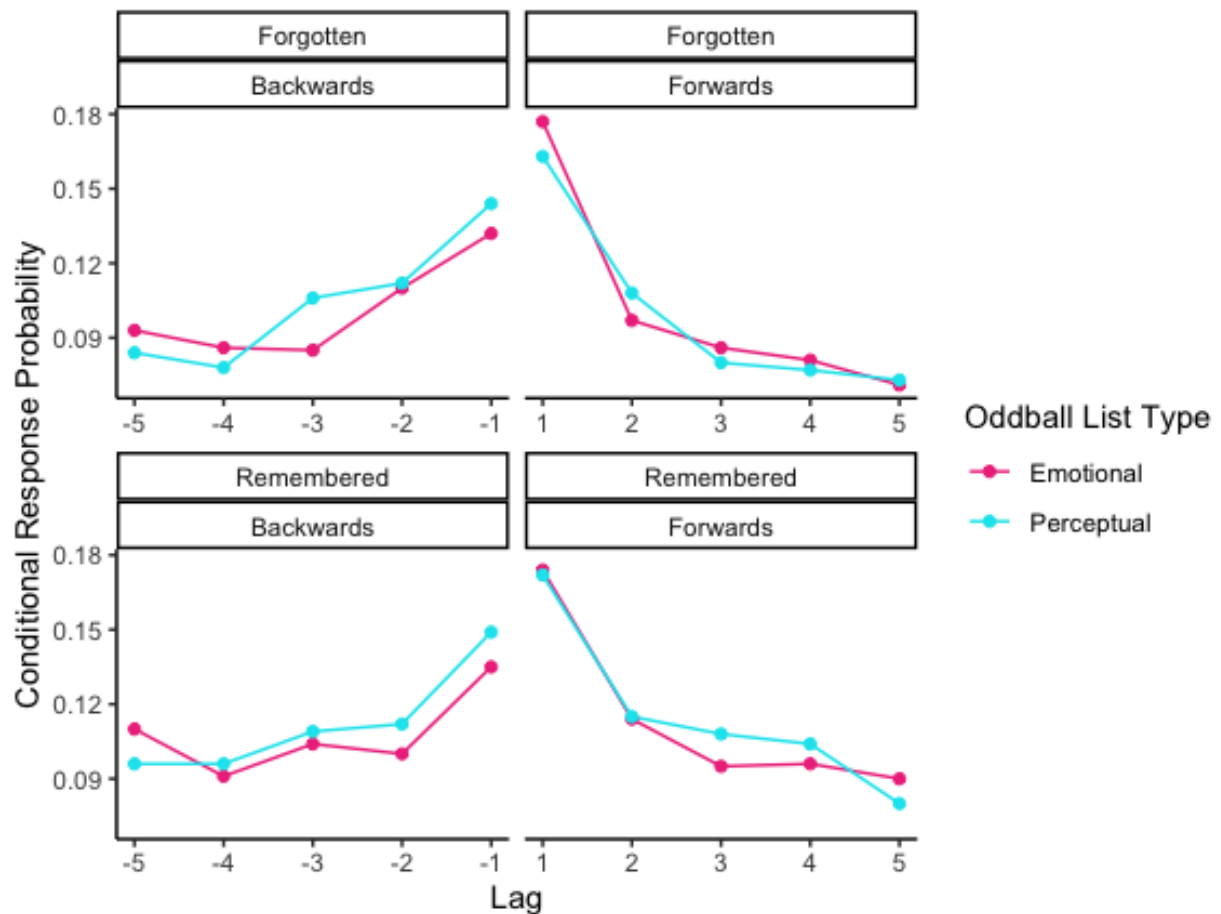 Forgotten
Forgotten
Backwards
Forwards
0.18
0.15
0.12
0.09
-5 -4 -3 -2 -1
1 2 3 4 5
Remembered
Remembered
Backwards
Forwards
0.18
0.15
0.12
0.09
-5 -4 -3 -2 -1
1 2 3 4 5
Conditional Response Probability
Lag
Oddball List Type
Emotional
Perceptual